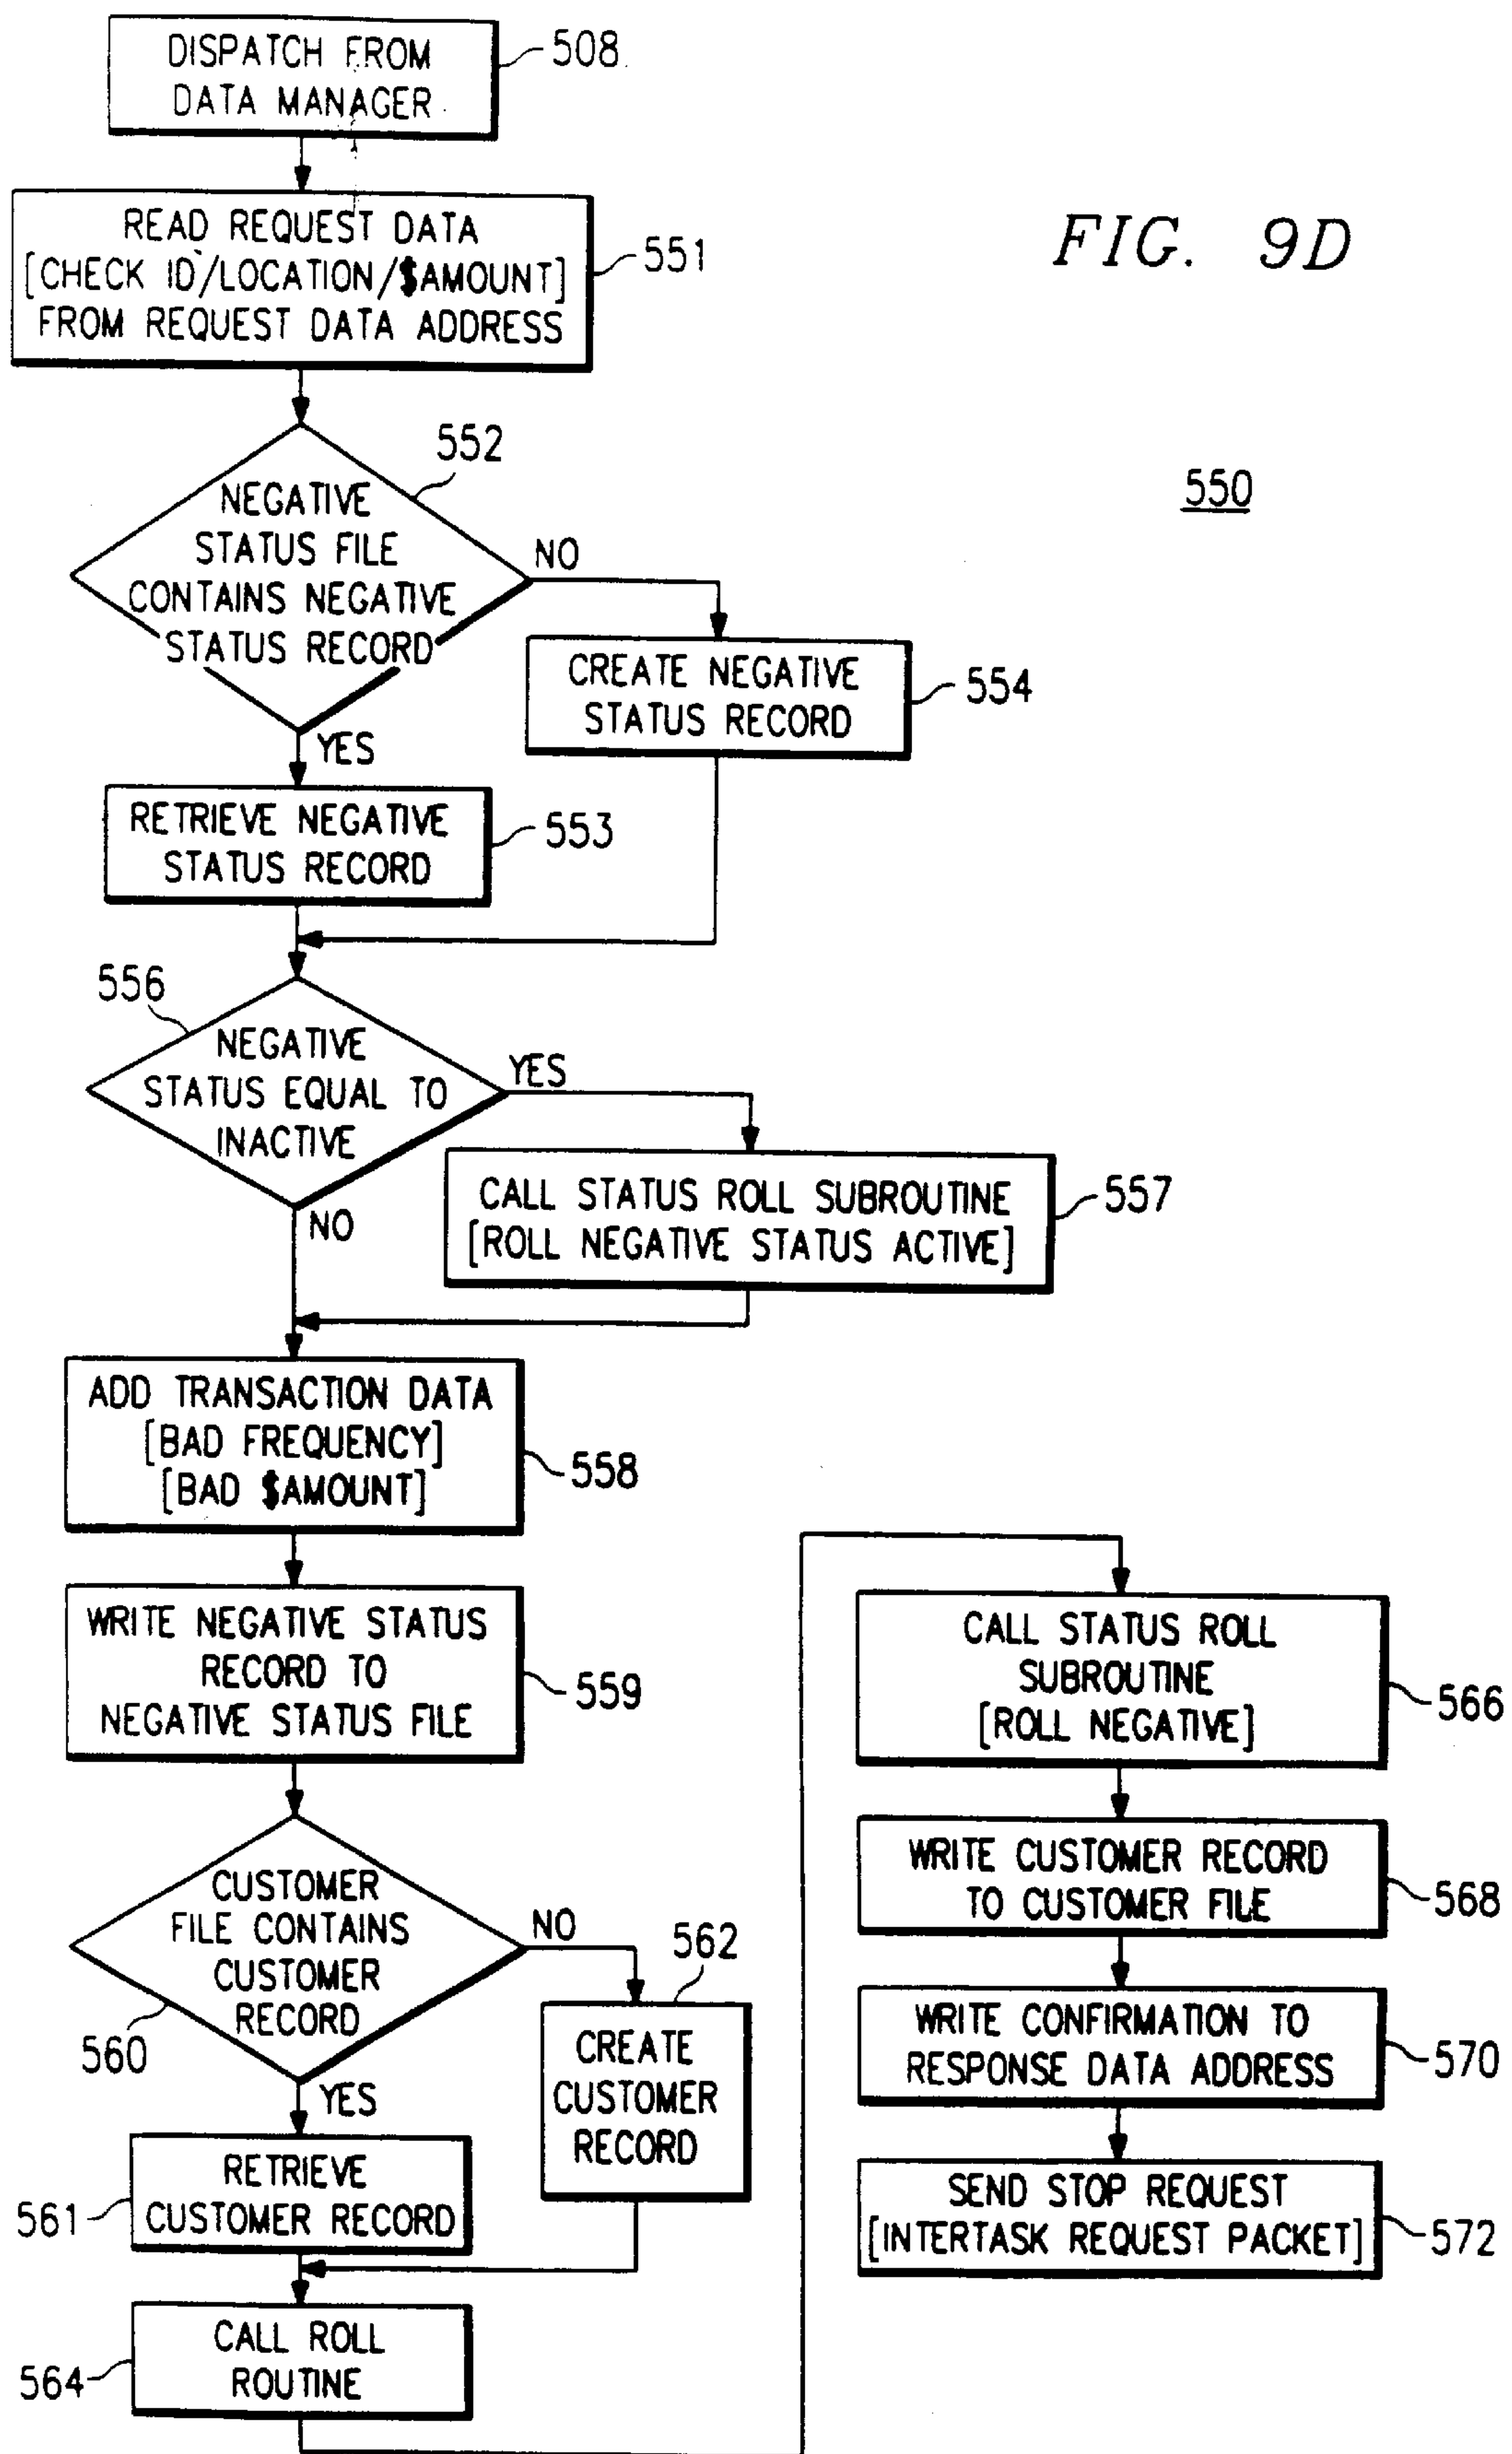 DISPATCH FROM
DATA MANAGER
508
READ REQUEST DATA
[CHECK ID/LOCATION/$AMOUNT]
FROM REQUEST DATA ADDRESS
551
FIG. 9D
550
552
NEGATIVE
STATUS FILE
CONTAINS NEGATIVE
STATUS RECORD
NO
YES
CREATE NEGATIVE
STATUS RECORD
554
RETRIEVE NEGATIVE
STATUS RECORD
553
556
NEGATIVE
STATUS EQUAL TO
INACTIVE
YES
NO
CALL STATUS ROLL SUBROUTINE
[ROLL NEGATIVE STATUS ACTIVE]
557
ADD TRANSACTION DATA
[BAD FREQUENCY]
[BAD $AMOUNT]
558
WRITE NEGATIVE STATUS
RECORD TO
NEGATIVE STATUS FILE
559
CUSTOMER
FILE CONTAINS
CUSTOMER
RECORD
560
NO
YES
562
CREATE
CUSTOMER
RECORD
RETRIEVE
CUSTOMER RECORD
561
CALL ROLL
ROUTINE
564
CALL STATUS ROLL
SUBROUTINE
[ROLL NEGATIVE]
566
WRITE CUSTOMER RECORD
TO CUSTOMER FILE
568
WRITE CONFIRMATION TO
RESPONSE DATA ADDRESS
570
SEND STOP REQUEST
[INTERTASK REQUEST PACKET]
572